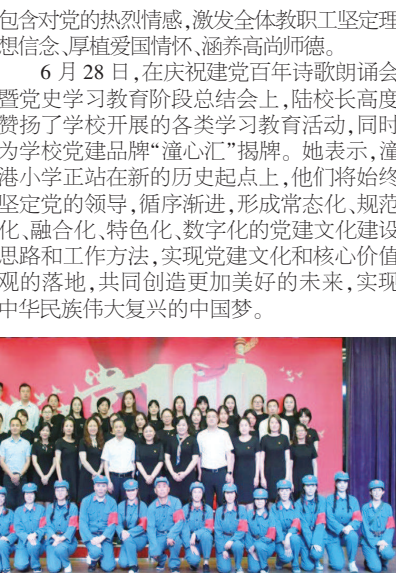 包含对党的热烈情感，激发全体教职工坚定理
想信念、厚植爱国情怀、涵养高尚师德。
6 月 28 日，在庆祝建党百年诗歌朗诵会
暨党史学习教育阶段总结会上，陆校长高度
赞扬了学校开展的各类学习教育活动，同时
为学校党建品牌“潼心汇”揭牌。她表示，潼
港小学正站在新的历史起点上，他们将始终
坚定党的领导，循序渐进，形成常态化、规范
化、融合化、特色化、数字化的党建文化建设
思路和工作方法，实现党建文化和核心价值
观的落地，共同创造更加美好的未来，实现
中华民族伟大复兴的中国梦。
100